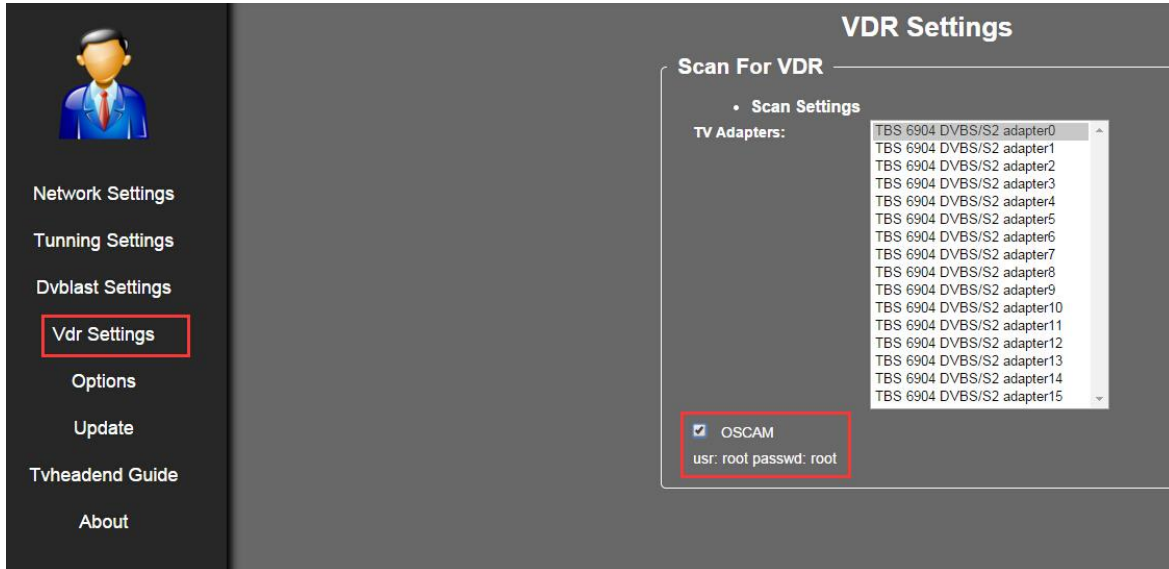 Network Settings
Tunning Settings
Dvblast Settings
Vdr Settings
Options
Update
Tvheadend Guide
About
VDR Settings
Scan For VDR
• Scan Settings
TV Adapters:
TBS 6904 DVBS/S2 adapter0
TBS 6904 DVBS/S2 adapter1
TBS 6904 DVBS/S2 adapter2
TBS 6904 DVBS/S2 adapter3
TBS 6904 DVBS/S2 adapter4
TBS 6904 DVBS/S2 adapter5
TBS 6904 DVBS/S2 adapter6
TBS 6904 DVBS/S2 adapter7
TBS 6904 DVBS/S2 adapter8
TBS 6904 DVBS/S2 adapter9
TBS 6904 DVBS/S2 adapter10
TBS 6904 DVBS/S2 adapter11
TBS 6904 DVBS/S2 adapter12
TBS 6904 DVBS/S2 adapter13
TBS 6904 DVBS/S2 adapter14
TBS 6904 DVBS/S2 adapter15
OSCAM
usr: root passwd: root